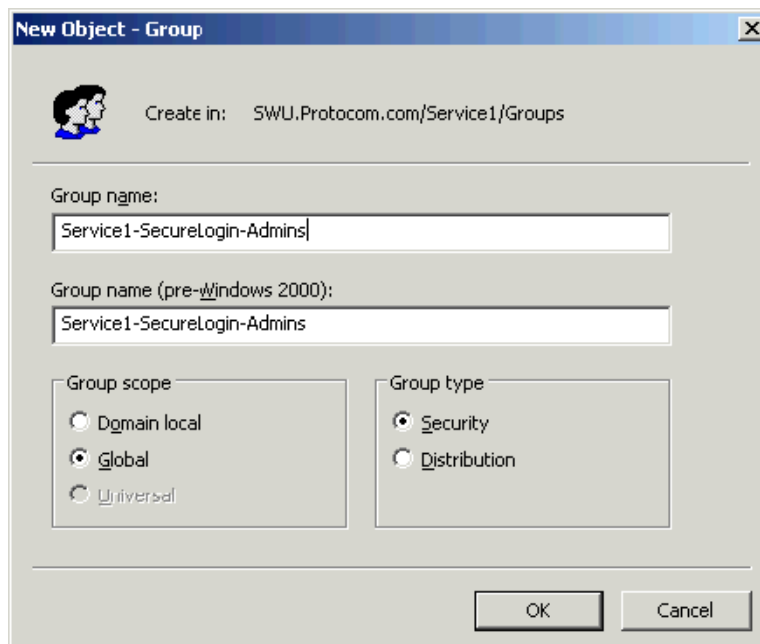 New Object - Group
Create in: SWU.Protocom.com/Service1/Groups
Group name:
Service1-SecureLogin-Admins
Group name (pre-Windows 2000):
Service1-SecureLogin-Admins
Group scope Group type
Domain local Security
Global Distribution
Universal
OK Cancel